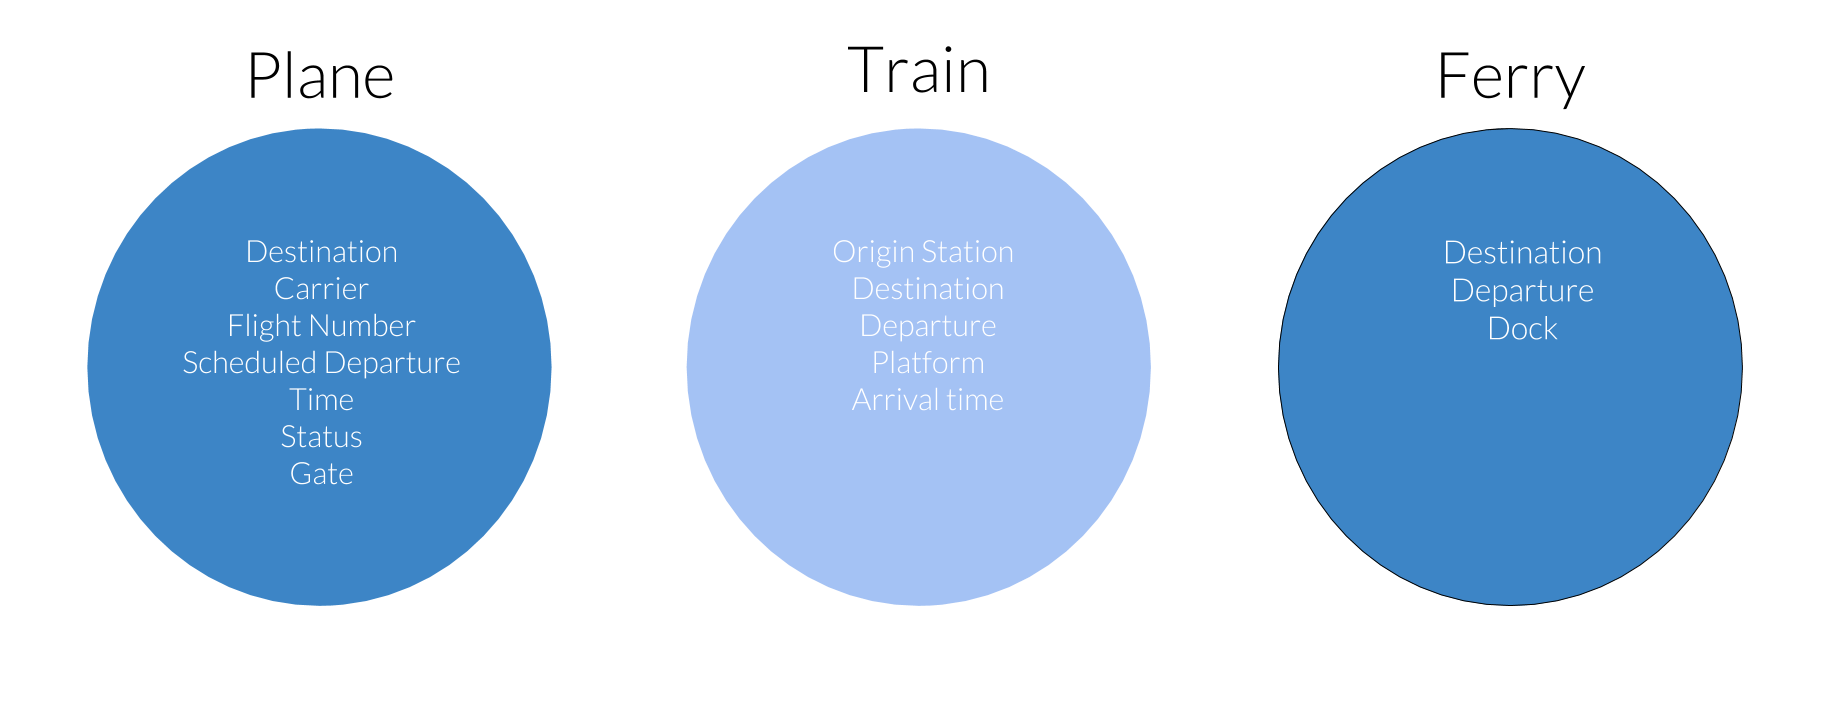 Plane
Destination
Carrier
Flight Number
Scheduled Departure
Time
Status
Gate
Train
Origin Station
Destination
Departure
Platform
Arrival time
Ferry
Destination
Departure
Dock